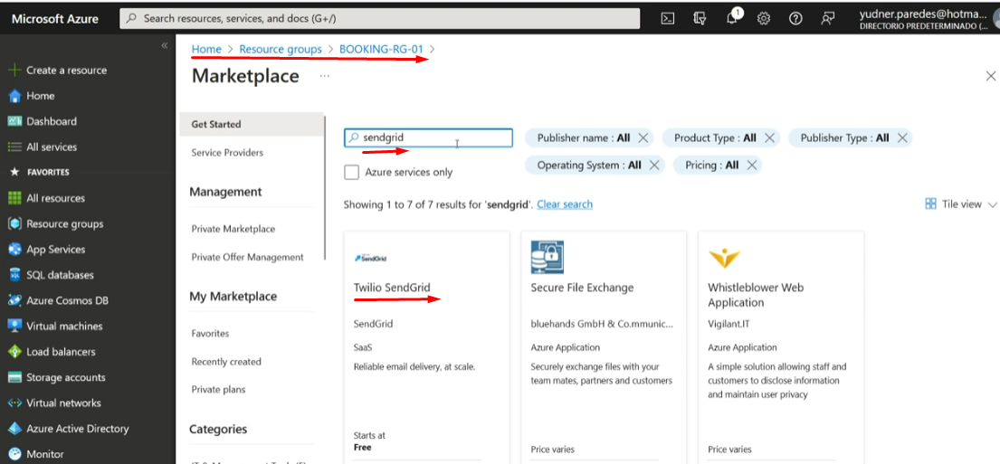 Microsoft Azure
Search resources, services, and docs (G+/)
1
yudner.paredes@hotma...
DIRECTORIO PREDETERMINADO (...
«
Create a resource
Home
Dashboard
All services
FAVORITES
All resources
Resource groups
App Services
SQL databases
Azure Cosmos DB
Virtual machines
Load balancers
Storage accounts
Virtual networks
Azure Active Directory
Monitor
Home > Resource groups > BOOKING-RG-01 >
Marketplace ...
Get Started
Service Providers
Management
Private Marketplace
Private Offer Management
My Marketplace
Favorites
Recently created
Private plans
Categories
sendgrid
Publisher name : All
Product Type : All
Publisher Type : All
Azure services only
Operating System : All
Pricing : All
Showing 1 to 7 of 7 results for 'sendgrid'. Clear search
Tile view
SendGrid
Twilio SendGrid
SendGrid
SaaS
Reliable email delivery, at scale.
Starts at
Free
Secure File Exchange
bluehands GmbH & Co.mmunic...
Azure Application
Securely exchange files with your
team mates, partners and customers
Price varies
Whistleblower Web
Application
Vigilant.IT
Azure Application
A simple solution allowing staff and
customers to disclose information
and maintain user privacy
Price varies